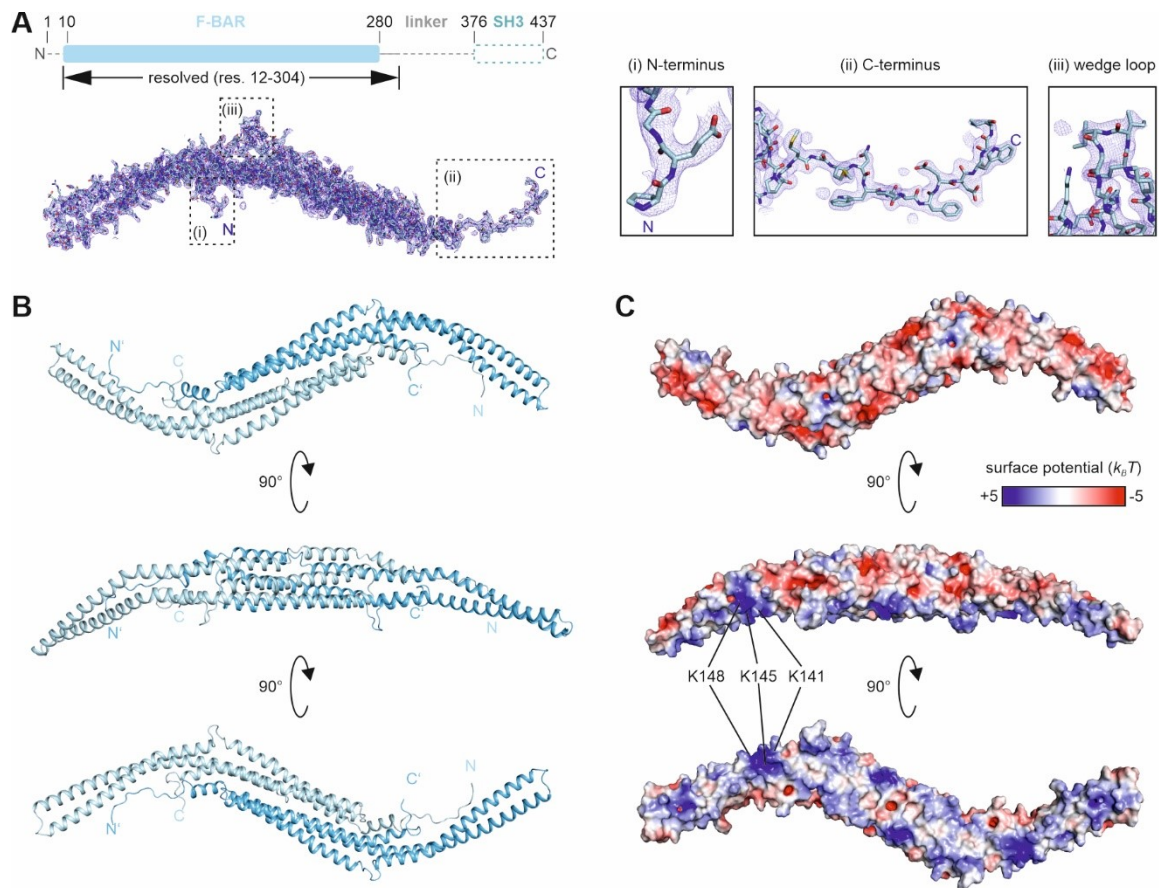 A
1 10 F-BAR 280 linker 376 SH3 437
N C
resolved (res. 12-304)
(iii)
(ii)
C
(i) N
(i) N-terminus
(ii) C-terminus
(iii) wedge loop
N
C
B
N'
C
C'
N
90°
N'
C
C'
N
90°
C'
N
N'
C
C
90°
surface potential (kBT)
+5 -5
K148 K145 K141
90°